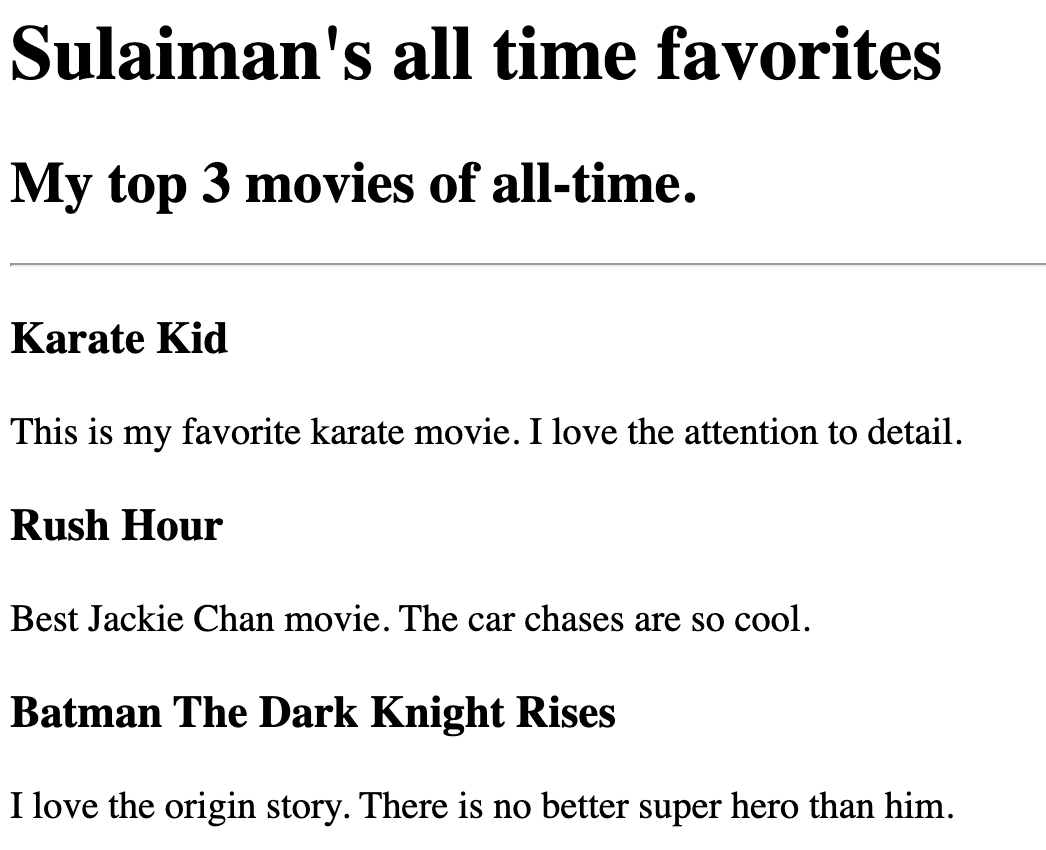 Sulaiman's all time favorites
My top 3 movies of all-time.
Karate Kid
This is my favorite karate movie. I love the attention to detail.
Rush Hour
Best Jackie Chan movie. The car chases are so cool.
Batman The Dark Knight Rises
I love the origin story. There is no better super hero than him.